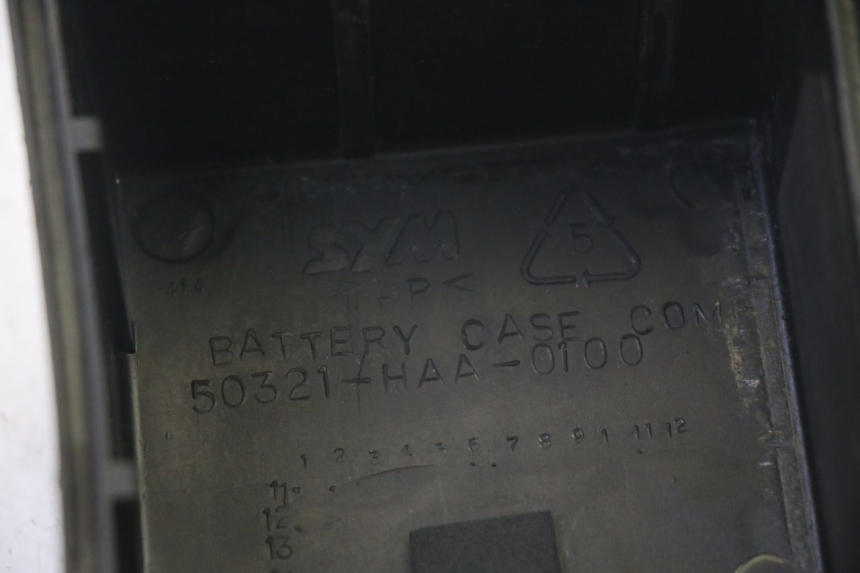 SYM
5
>PP<
BATTERY CASE COM
50321-HAA-0100
1 2 3 4 5 6 7 8 9 1 11 12
11
12
13